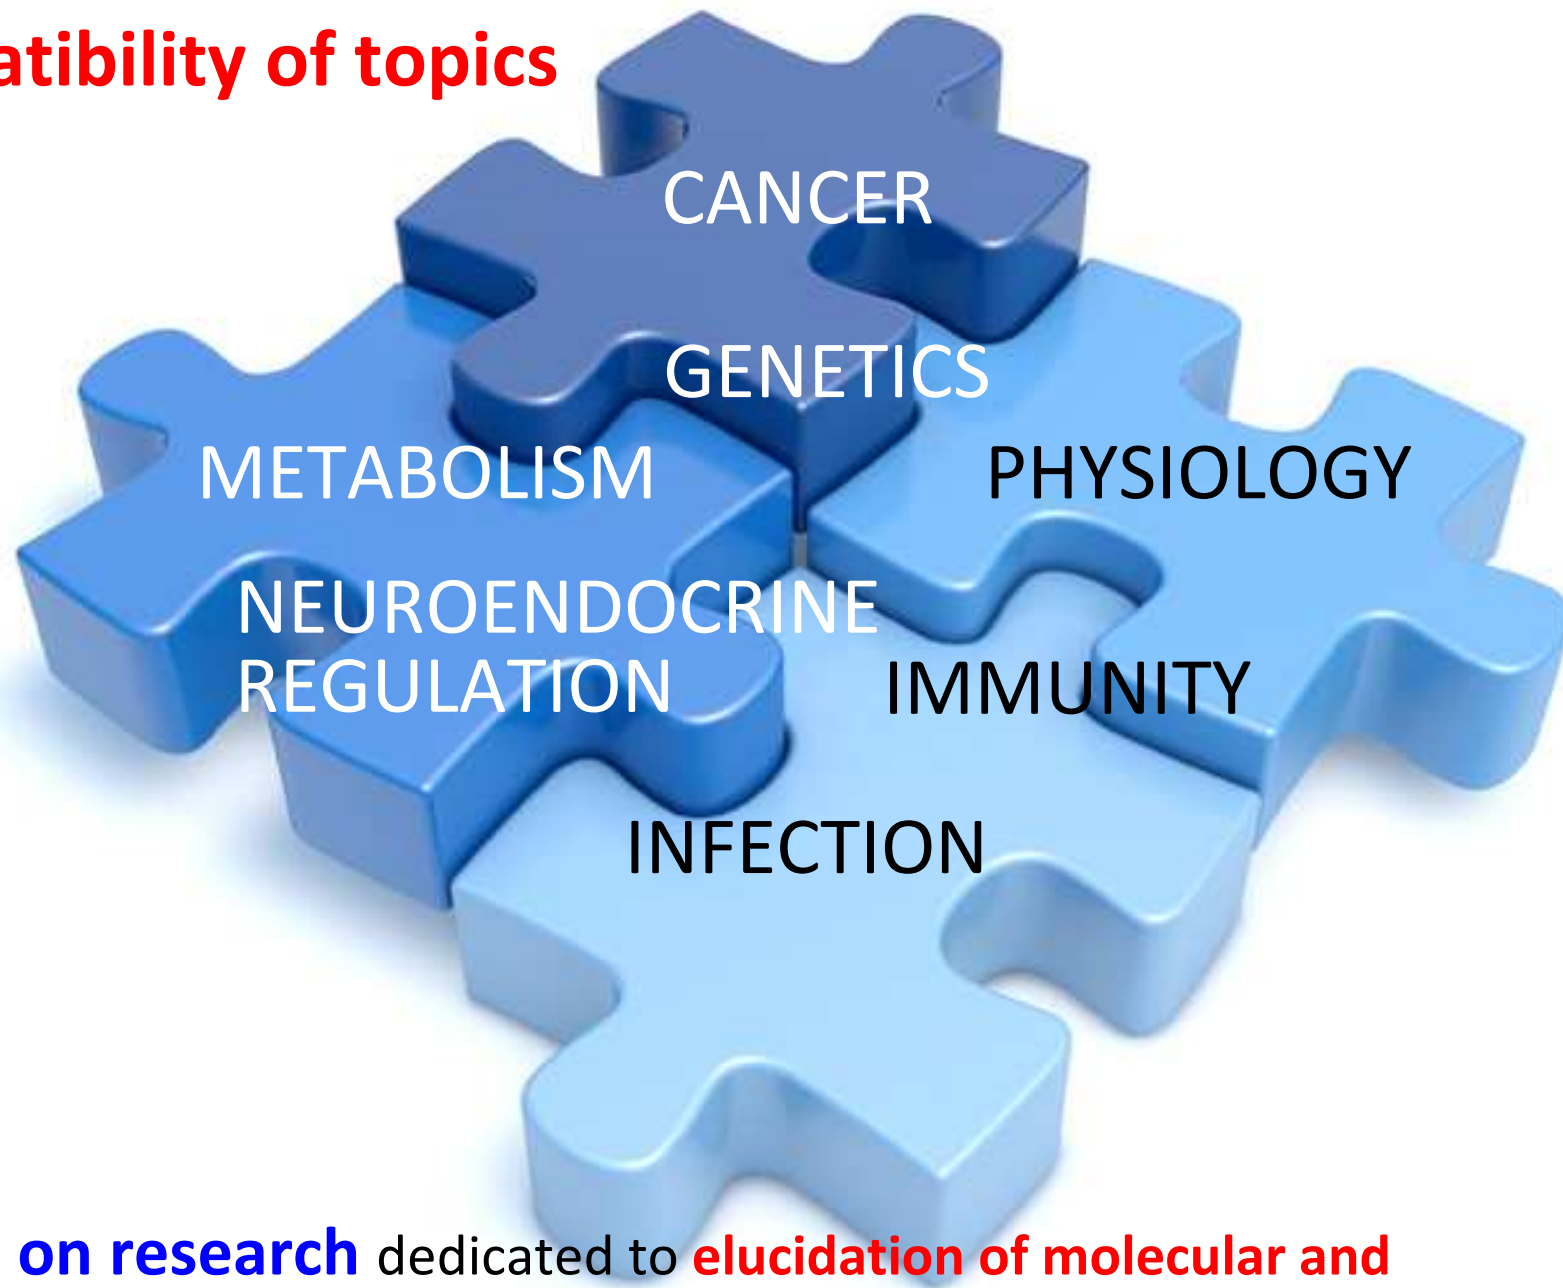 atibility of topics
CANCER
GENETICS
METABOLISM
PHYSIOLOGY
NEUROENDOCRINE
REGULATION
IMMUNITY
INFECTION
on research dedicated to elucidation of molecular and